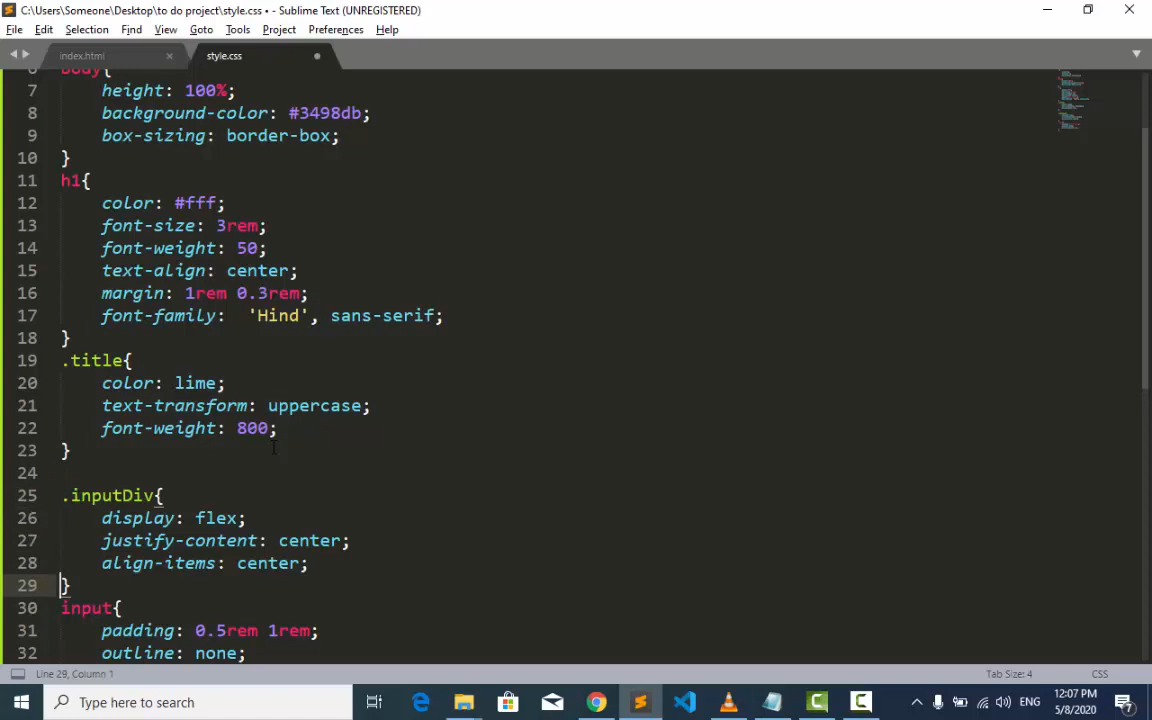 C:\Users\Someone\Desktop\to do project\style.css • - Sublime Text (UNREGISTERED)
File Edit Selection Find View Goto Tools Project Preferences Help
index.html × style.css
6 body{
7 height: 100%;
8 background-color: #3498db;
9 box-sizing: border-box;
10 }
11 h1{
12 color: #fff;
13 font-size: 3rem;
14 font-weight: 50;
15 text-align: center;
16 margin: 1rem 0.3rem;
17 font-family:  'Hind', sans-serif;
18 }
19 .title{
20 color: lime;
21 text-transform: uppercase;
22 font-weight: 800;
23 }
24
25 .inputDiv{
26 display: flex;
27 justify-content: center;
28 align-items: center;
29 }
30 input{
31 padding: 0.5rem 1rem;
32 outline: none;
Line 29, Column 1 Tab Size: 4 CSS
Type here to search ENG 12:07 PM
5/8/2020 7